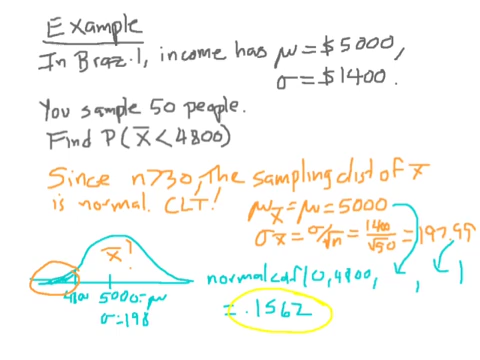 Example
In Brazil, income has μ = $5000,
σ = $1400.
You sample 50 people.
Find P(X̄ < 4800)
Since n>30, The sampling dist of x̄
is normal. CLT!
μx̄ = μ = 5000
σx̄ = σ/√n = 1400/√50 = 197.99
x̄!
normalcdf(0, 4800, , )
4800 5000=μ
σ=198
= .1562